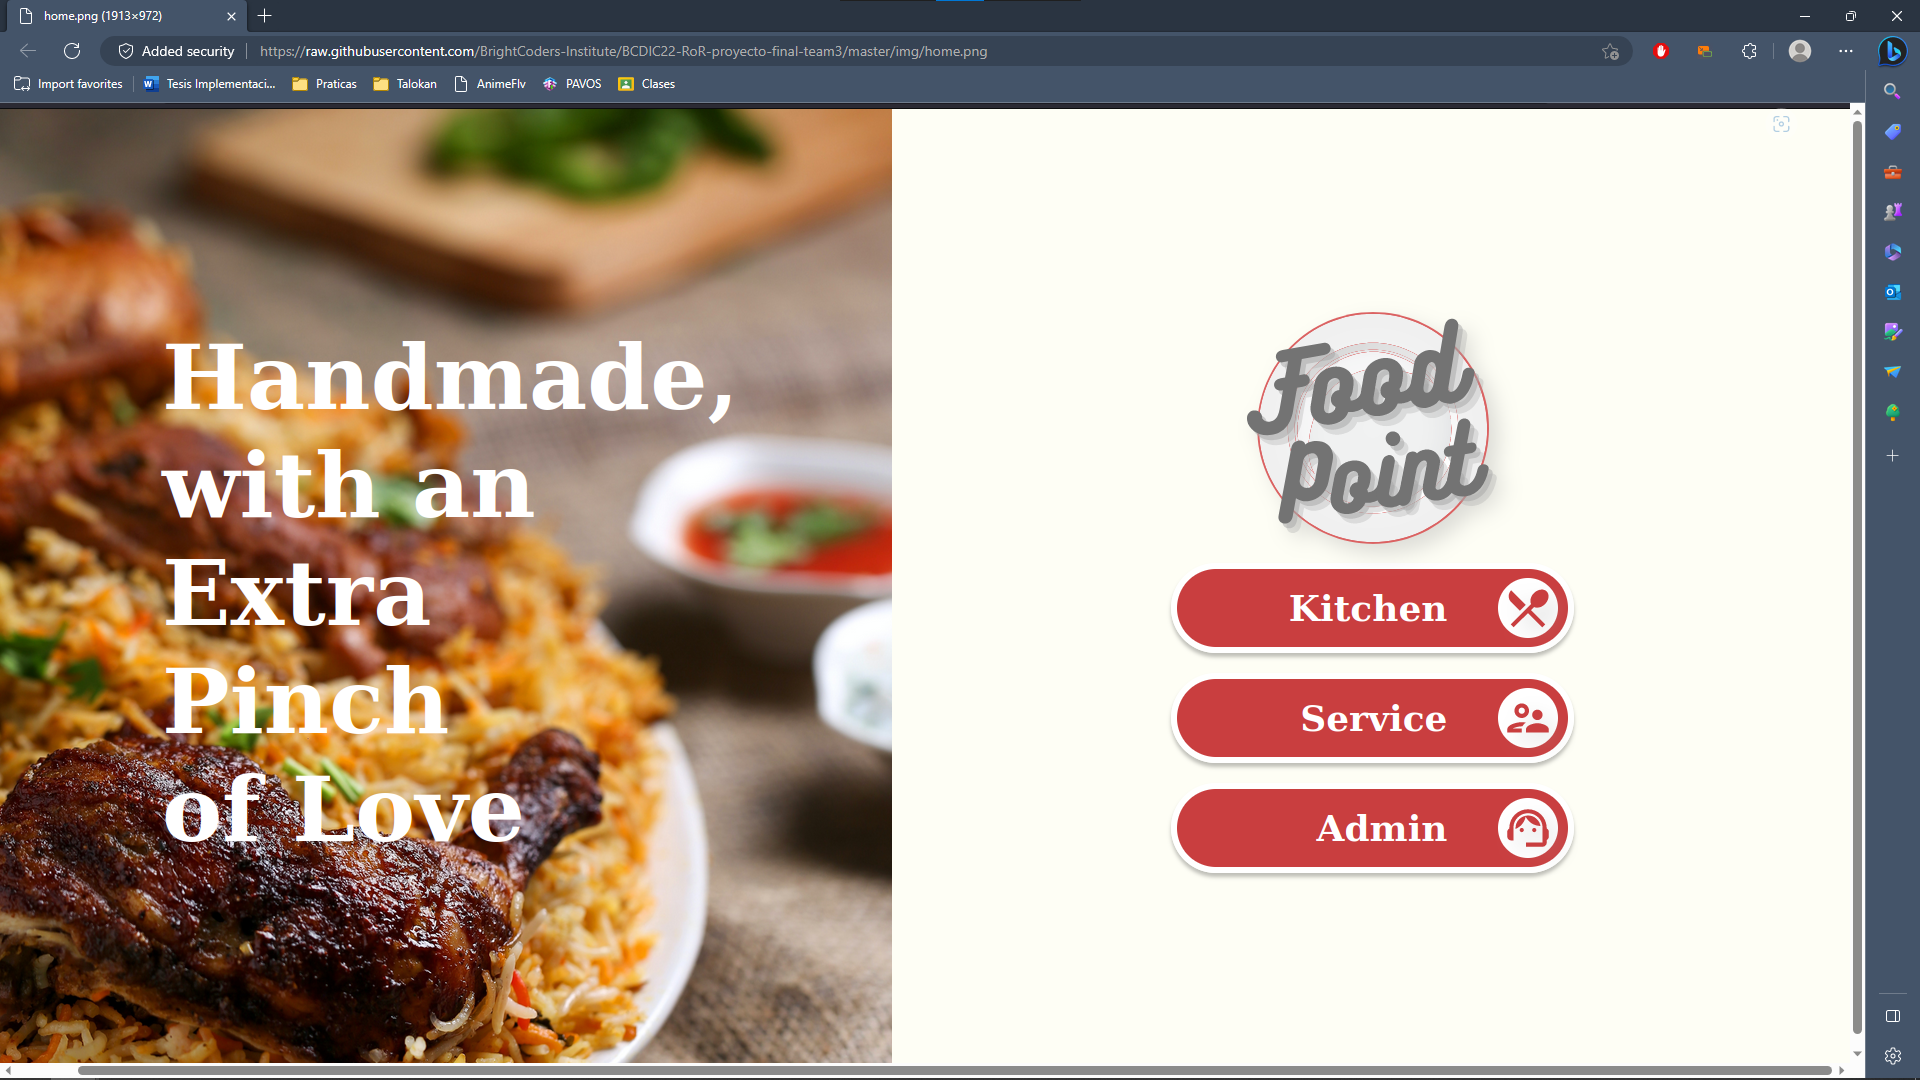 home.png (1913×972)
Added security
https://raw.githubusercontent.com/BrightCoders-Institute/BCDIC22-RoR-proyecto-final-team3/master/img/home.png
Import favorites
Tesis Implementaci...
Praticas
Talokan
AnimeFlv
PAVOS
Clases
Handmade,
with an
Extra
Pinch
of Love
Food
Point
Kitchen
Service
Admin